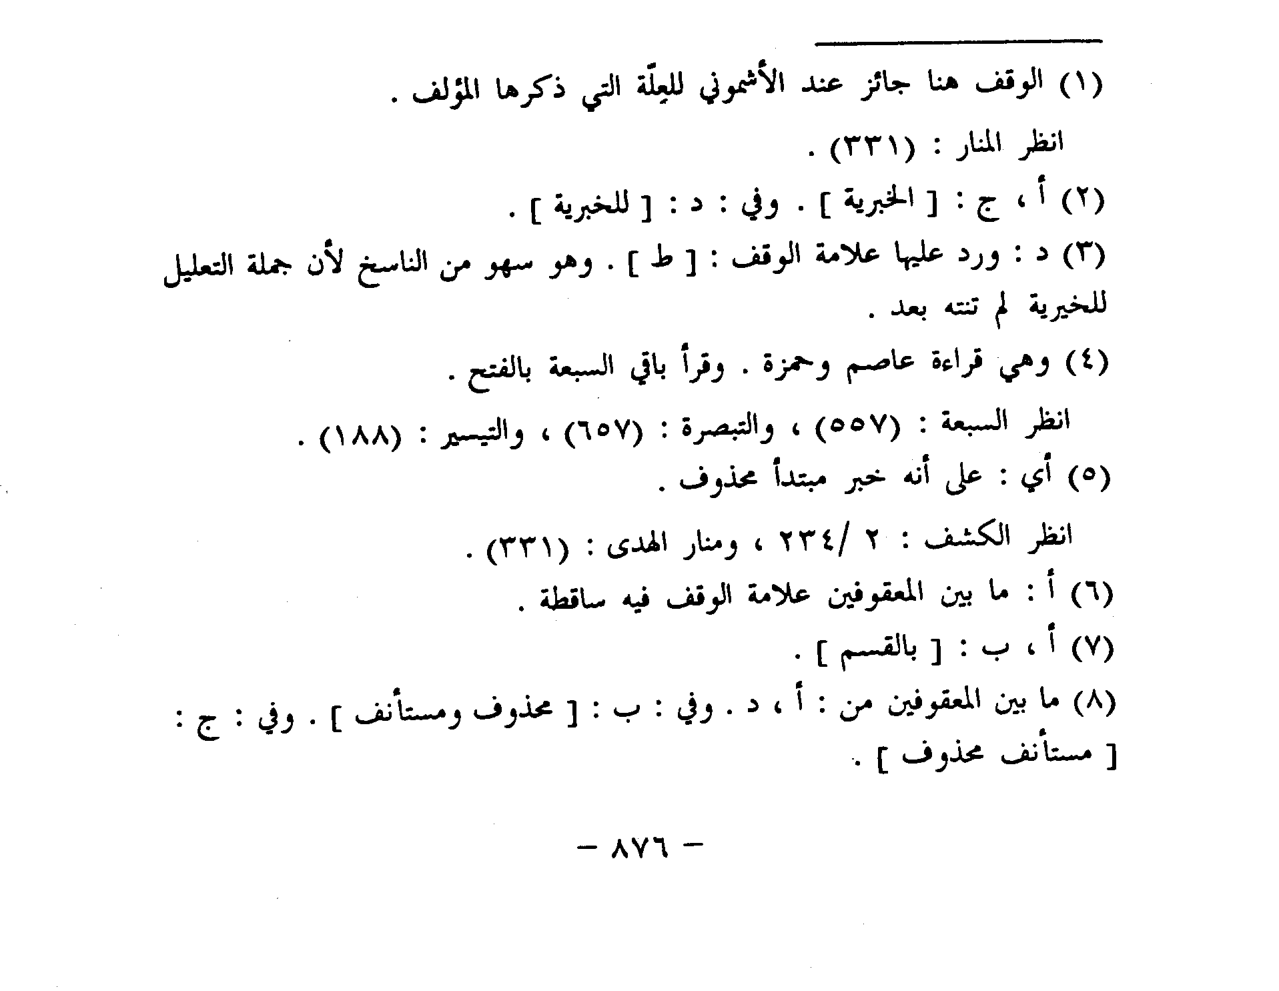 (١) الوقف هنا جائز عند الأشموني للعِلّة التي ذكرها المؤلف .
انظر المنار : (٣٣١) .
(٢) أ ، ج : [ الخبرية ] . وفي : د : [ للخبرية ] .
(٣) د : ورد عليها علامة الوقف : [ ط ] . وهو سهو من الناسخ لأن جملة التعليل
للخيرية لم تنته بعد .
(٤) وهي قراءة عاصم وحمزة . وقرأ باقي السبعة بالفتح .
انظر السبعة : (٥٥٧) ، والتبصرة : (٦٥٧) ، والتيسير : (١٨٨) .
(٥) أي : على أنه خبر مبتدأ محذوف .
انظر الكشف : ٢ /٢٣٤ ، ومنار الهدى : (٣٣١) .
(٦) أ : ما بين المعقوفين علامة الوقف فيه ساقطة .
(٧) أ ، ب : [ بالقسم ] .
(٨) ما بين المعقوفين من : أ ، د . وفي : ب : [ محذوف ومستأنف ] . وفي : ج :
[ مستأنف محذوف ] .
– ٨٧٦ –